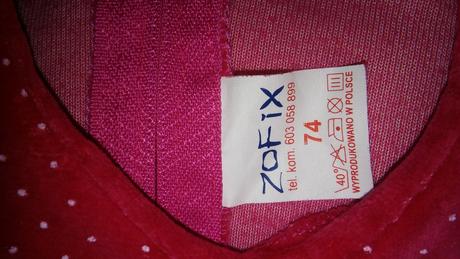 ZOFiX
tel. kom. 603 058 899
74
40°
WYPRODUKOWANO W POLSCE